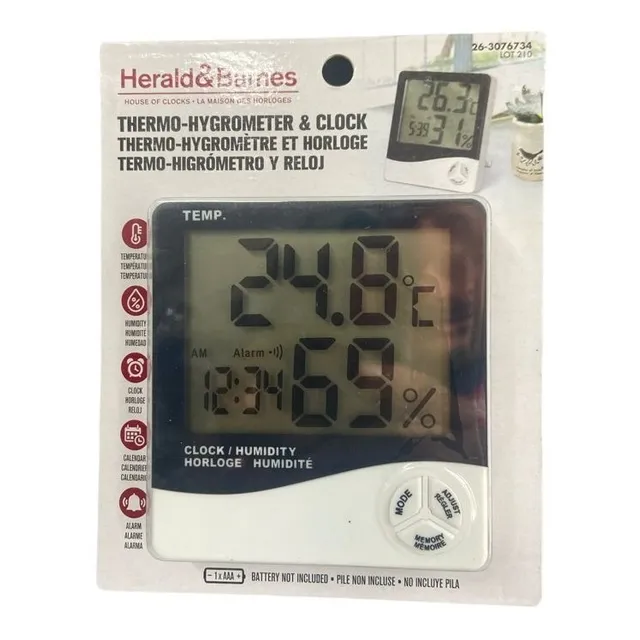 26-3076734
LOT 210
Herald&Barnes
HOUSE OF CLOCKS • LA MAISON DES HORLOGES
THERMO-HYGROMETER & CLOCK
THERMO-HYGROMÈTRE ET HORLOGE
TERMO-HIGRÓMETRO Y RELOJ
26.3°C
5:39 31%
TEMP.
24.8°C
AM Alarm
12:34 69%
CLOCK / HUMIDITY
HORLOGE HUMIDITÉ
MODE
ADJUST
RÉGLER
MEMORY
MÉMOIRE
TEMPERATU
TEMPÉRATU
TEMPERATU
HUMIDITY
HUMIDITÉ
HUMEDAD
CLOCK
HORLOGE
RELOJ
CALENDAR
CALENDRIER
CALENDARIO
ALARM
ALARME
ALARMA
1 x AAA
BATTERY NOT INCLUDED • PILE NON INCLUSE • NO INCLUYE PILA